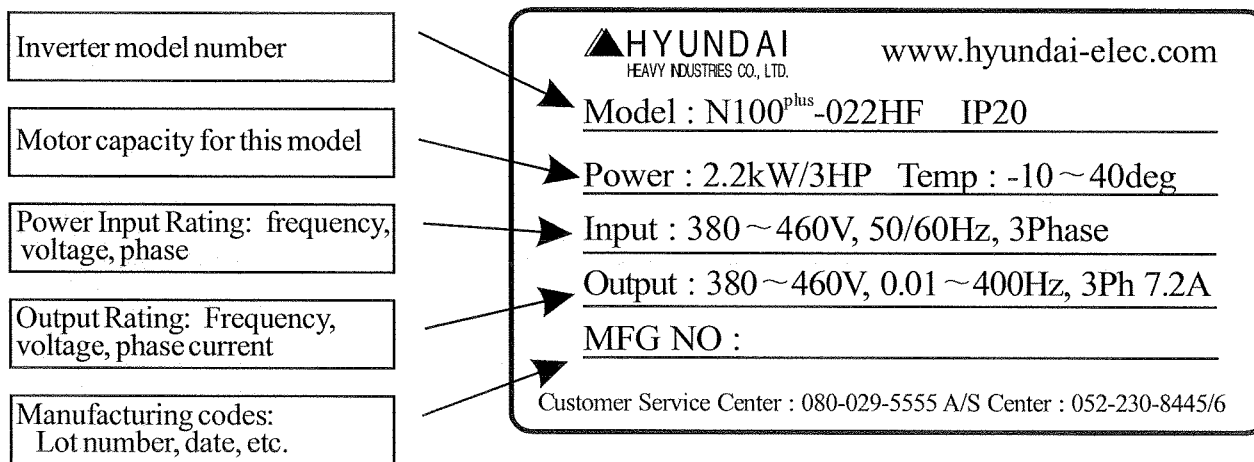 Inverter model number
Motor capacity for this model
Power Input Rating: frequency,
voltage, phase
Output Rating: Frequency,
voltage, phase current
Manufacturing codes:
Lot number, date, etc.
HYUNDAI
HEAVY INDUSTRIES CO., LTD.
www.hyundai-elec.com
Model : N100plus-022HF IP20
Power : 2.2kW/3HP Temp : -10～40deg
Input : 380～460V, 50/60Hz, 3Phase
Output : 380～460V, 0.01～400Hz, 3Ph 7.2A
MFG NO :
Customer Service Center : 080-029-5555 A/S Center : 052-230-8445/6